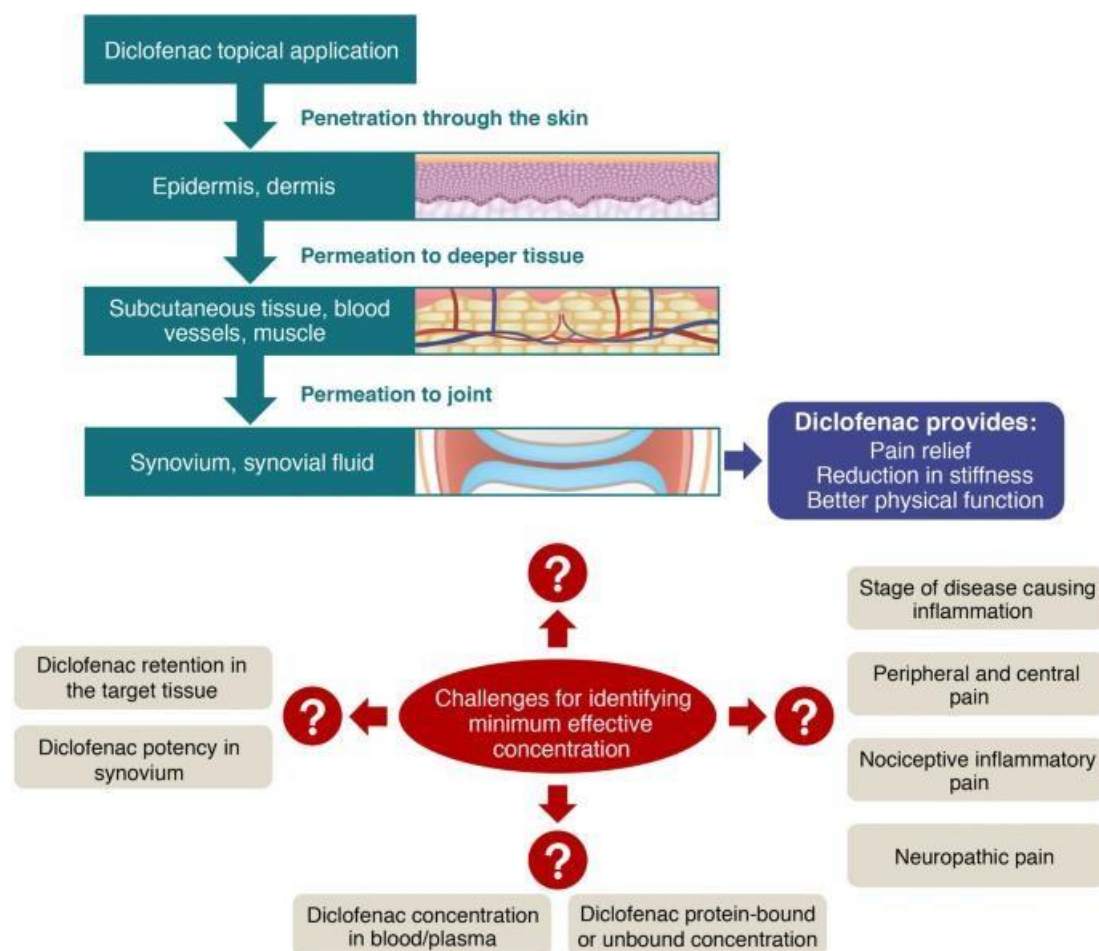 Diclofenac topical application
Penetration through the skin
Epidermis, dermis
Permeation to deeper tissue
Subcutaneous tissue, blood
vessels, muscle
Permeation to joint
Synovium, synovial fluid
Diclofenac provides:
Pain relief
Reduction in stiffness
Better physical function
?
Stage of disease causing
inflammation
Diclofenac retention in
the target tissue
Diclofenac potency in
synovium
?
Challenges for identifying
minimum effective
concentration
?
Peripheral and central
pain
Nociceptive inflammatory
pain
Neuropathic pain
?
Diclofenac concentration
in blood/plasma
Diclofenac protein-bound
or unbound concentration